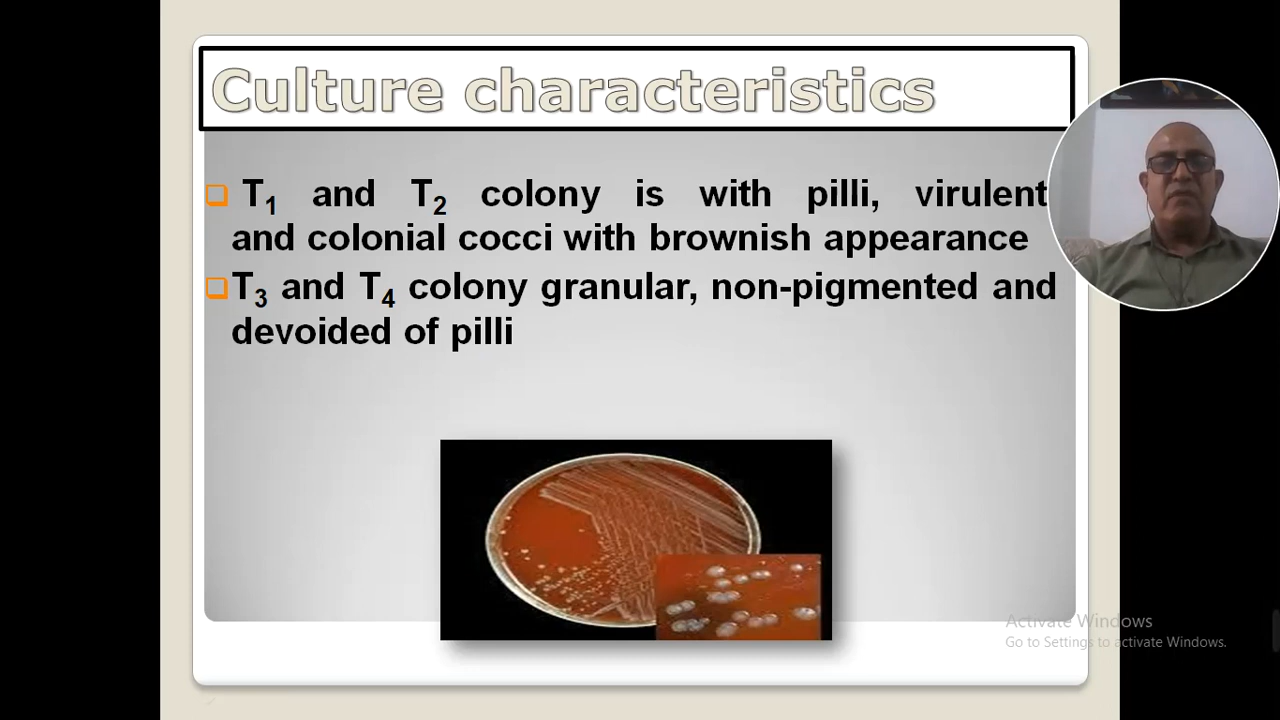 Culture characteristics
T₁ and T₂ colony is with pilli, virulent
and colonial cocci with brownish appearance
T₃ and T₄ colony granular, non-pigmented and
devoided of pilli
Activate Windows
Go to Settings to activate Windows.